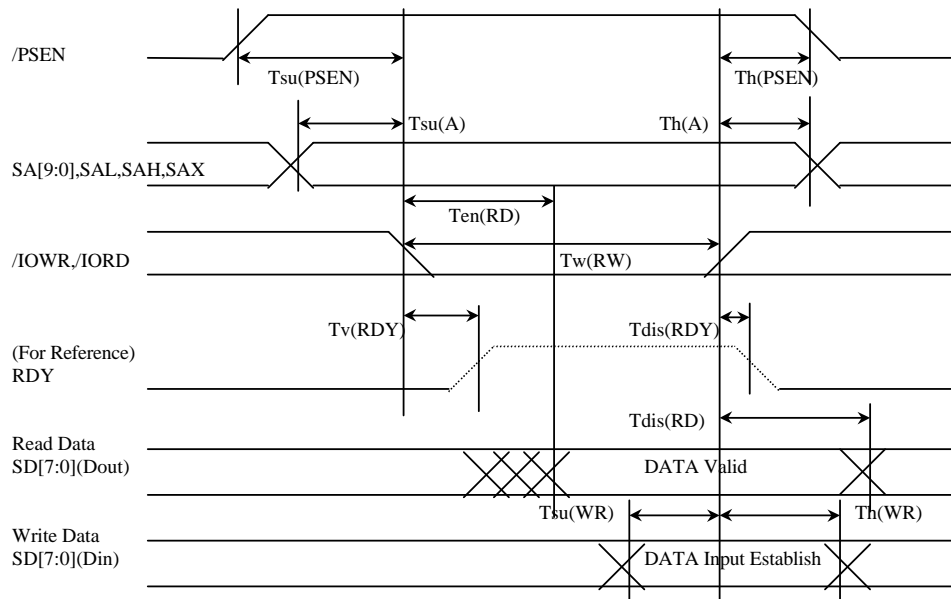 /PSEN
Tsu(PSEN)
Th(PSEN)
Tsu(A)
Th(A)
SA[9:0],SAL,SAH,SAX
Ten(RD)
/IOWR,/IORD
Tw(RW)
Tv(RDY)
Tdis(RDY)
(For Reference)
RDY
Tdis(RD)
Read Data
SD[7:0](Dout)
DATA Valid
Tsu(WR)
Th(WR)
Write Data
SD[7:0](Din)
DATA Input Establish